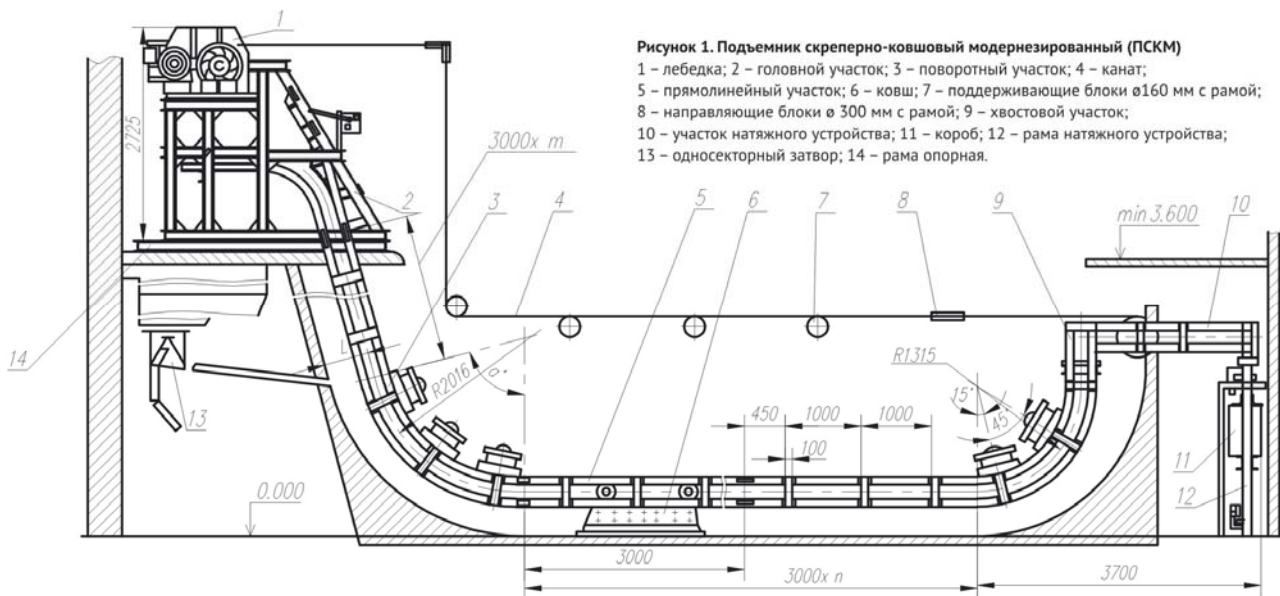 Рисунок 1. Подъемник скреперно-ковшовый модернезированный (ПСКМ)
1 – лебедка; 2 – головной участок; 3 – поворотный участок; 4 – канат;
5 – прямолинейный участок; 6 – ковш; 7 – поддерживающие блоки ø160 мм с рамой;
8 – направляющие блоки ø 300 мм с рамой; 9 – хвостовой участок;
10 – участок натяжного устройства; 11 – короб; 12 – рама натяжного устройства;
13 – односекторный затвор; 14 – рама опорная.
1
2725
3000x m
2
3
4
5
6
7
8
9
10
min 3.600
14
13
L
R2016
α°
R1315
15°
45°
450
1000
1000
100
11
12
0.000
3000
3000x n
3700